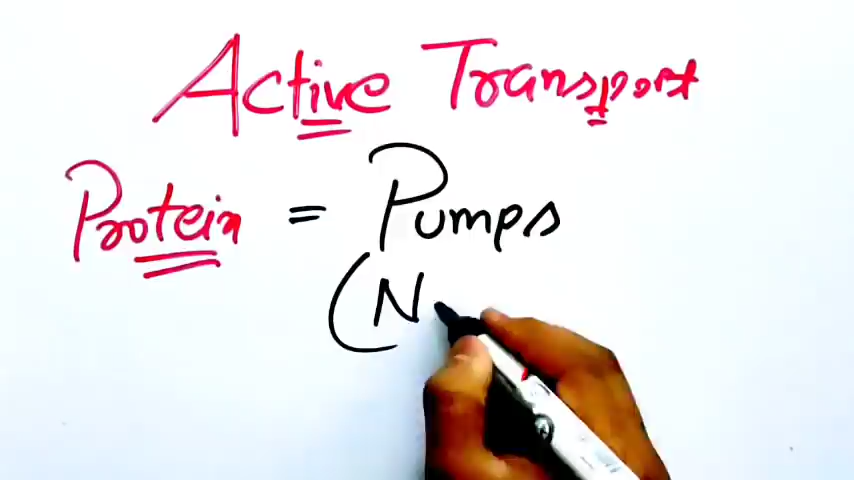 Active Transport
Protein = Pumps
(N